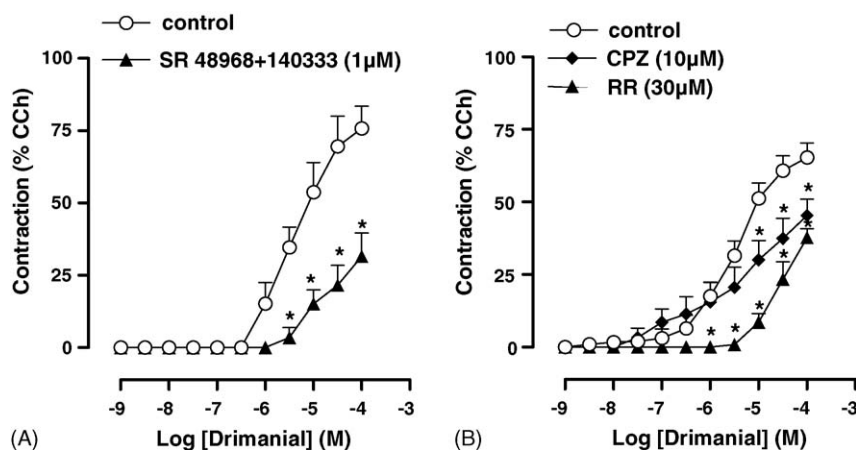 control
SR 48968+140333 (1μM)
100
75
50
25
0
Contraction (% CCh)
* * * *
-9 -8 -7 -6 -5 -4 -3
Log [Drimanial] (M)
(A)
control
CPZ (10μM)
RR (30μM)
100
75
50
25
0
Contraction (% CCh)
* * * * * * * *
-9 -8 -7 -6 -5 -4 -3
Log [Drimanial] (M)
(B)